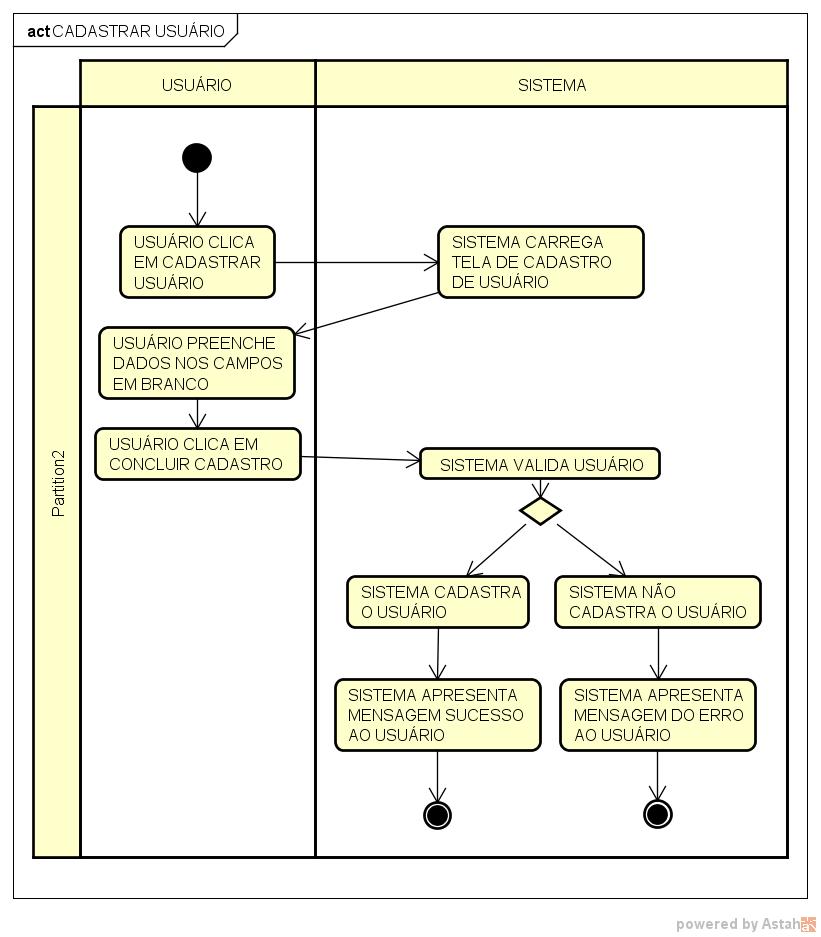 act CADASTRAR USUÁRIO
USUÁRIO
SISTEMA
Partition2
USUÁRIO CLICA
EM CADASTRAR
USUÁRIO
SISTEMA CARREGA
TELA DE CADASTRO
DE USUÁRIO
USUÁRIO PREENCHE
DADOS NOS CAMPOS
EM BRANCO
USUÁRIO CLICA EM
CONCLUIR CADASTRO
SISTEMA VALIDA USUÁRIO
SISTEMA CADASTRA
O USUÁRIO
SISTEMA NÃO
CADASTRA O USUÁRIO
SISTEMA APRESENTA
MENSAGEM SUCESSO
AO USUÁRIO
SISTEMA APRESENTA
MENSAGEM DO ERRO
AO USUÁRIO
powered by Astah